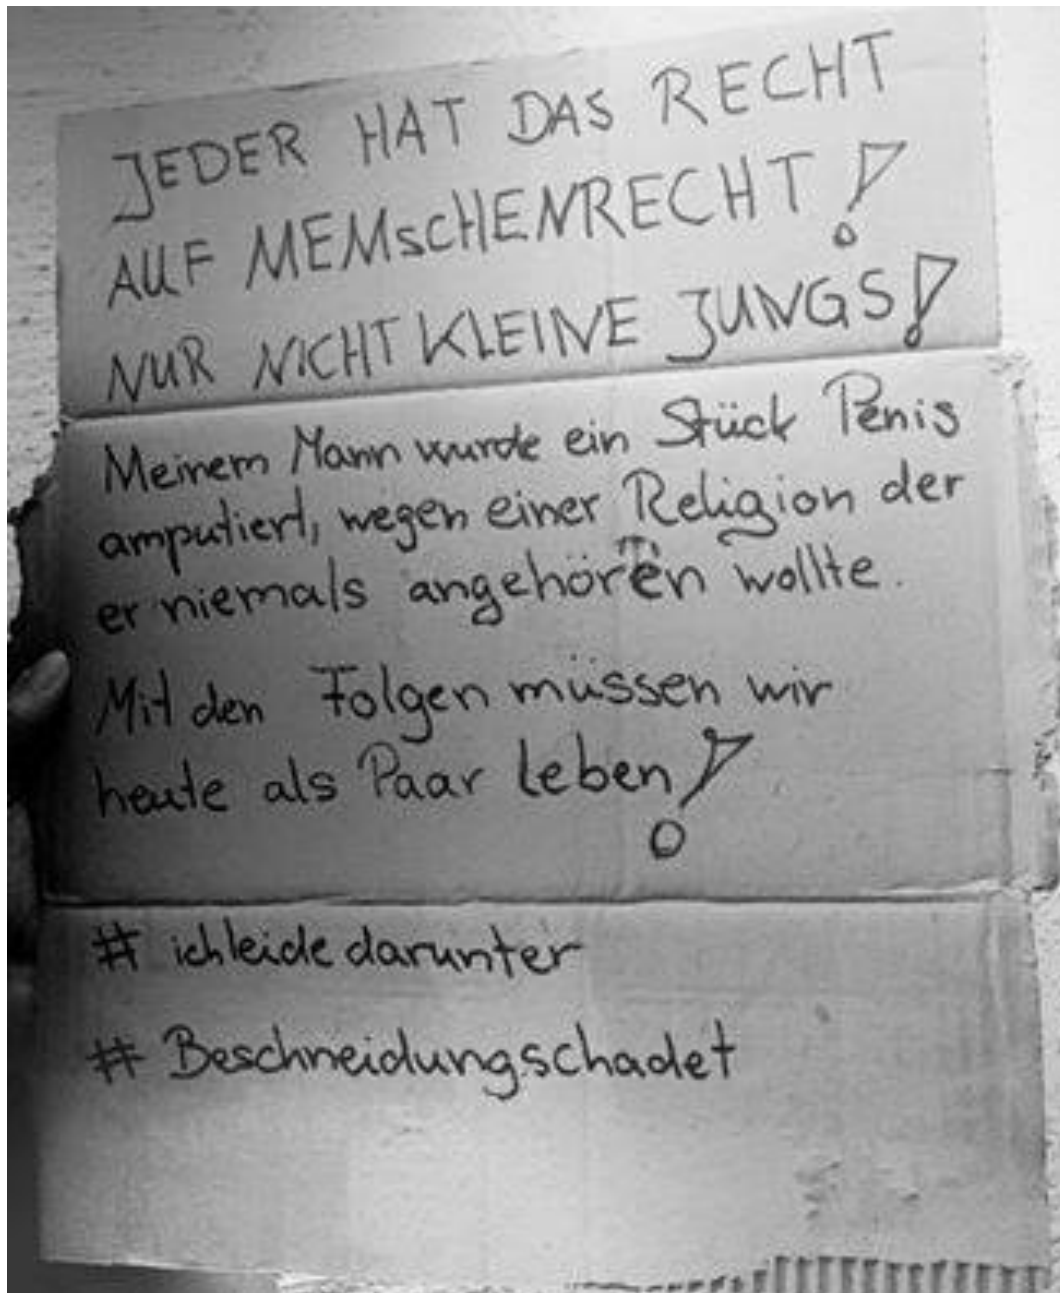 JEDER HAT DAS RECHT
AUF MEMSCHENRECHT!
NUR NICHT KLEINE JUNGS!
Meinem Mann wurde ein Stück Penis
amputiert, wegen einer Religion der
er niemals angehören wollte.
Mit den Folgen müssen wir
heute als Paar leben!
# ichleidedarunter
# Beschneidungschadet